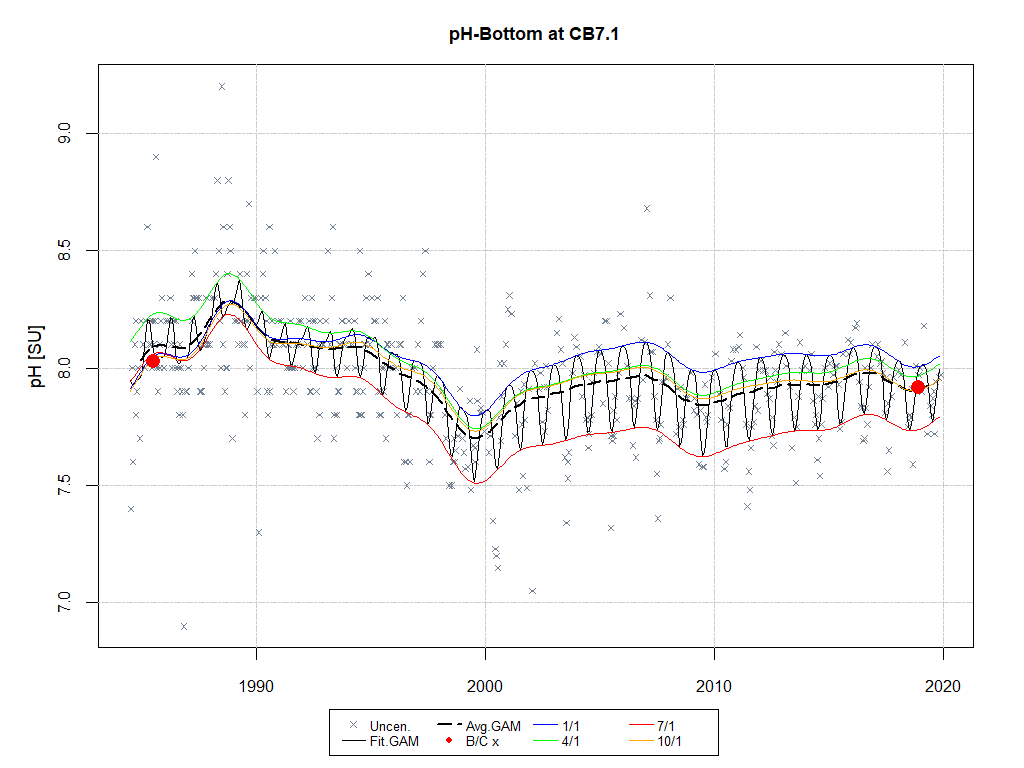 pH-Bottom at CB7.1
pH [SU]
9.0
8.5
8.0
7.5
7.0
1990 2000 2010 2020
Uncen. Avg.GAM 1/1 7/1
Fit.GAM B/C x 4/1 10/1